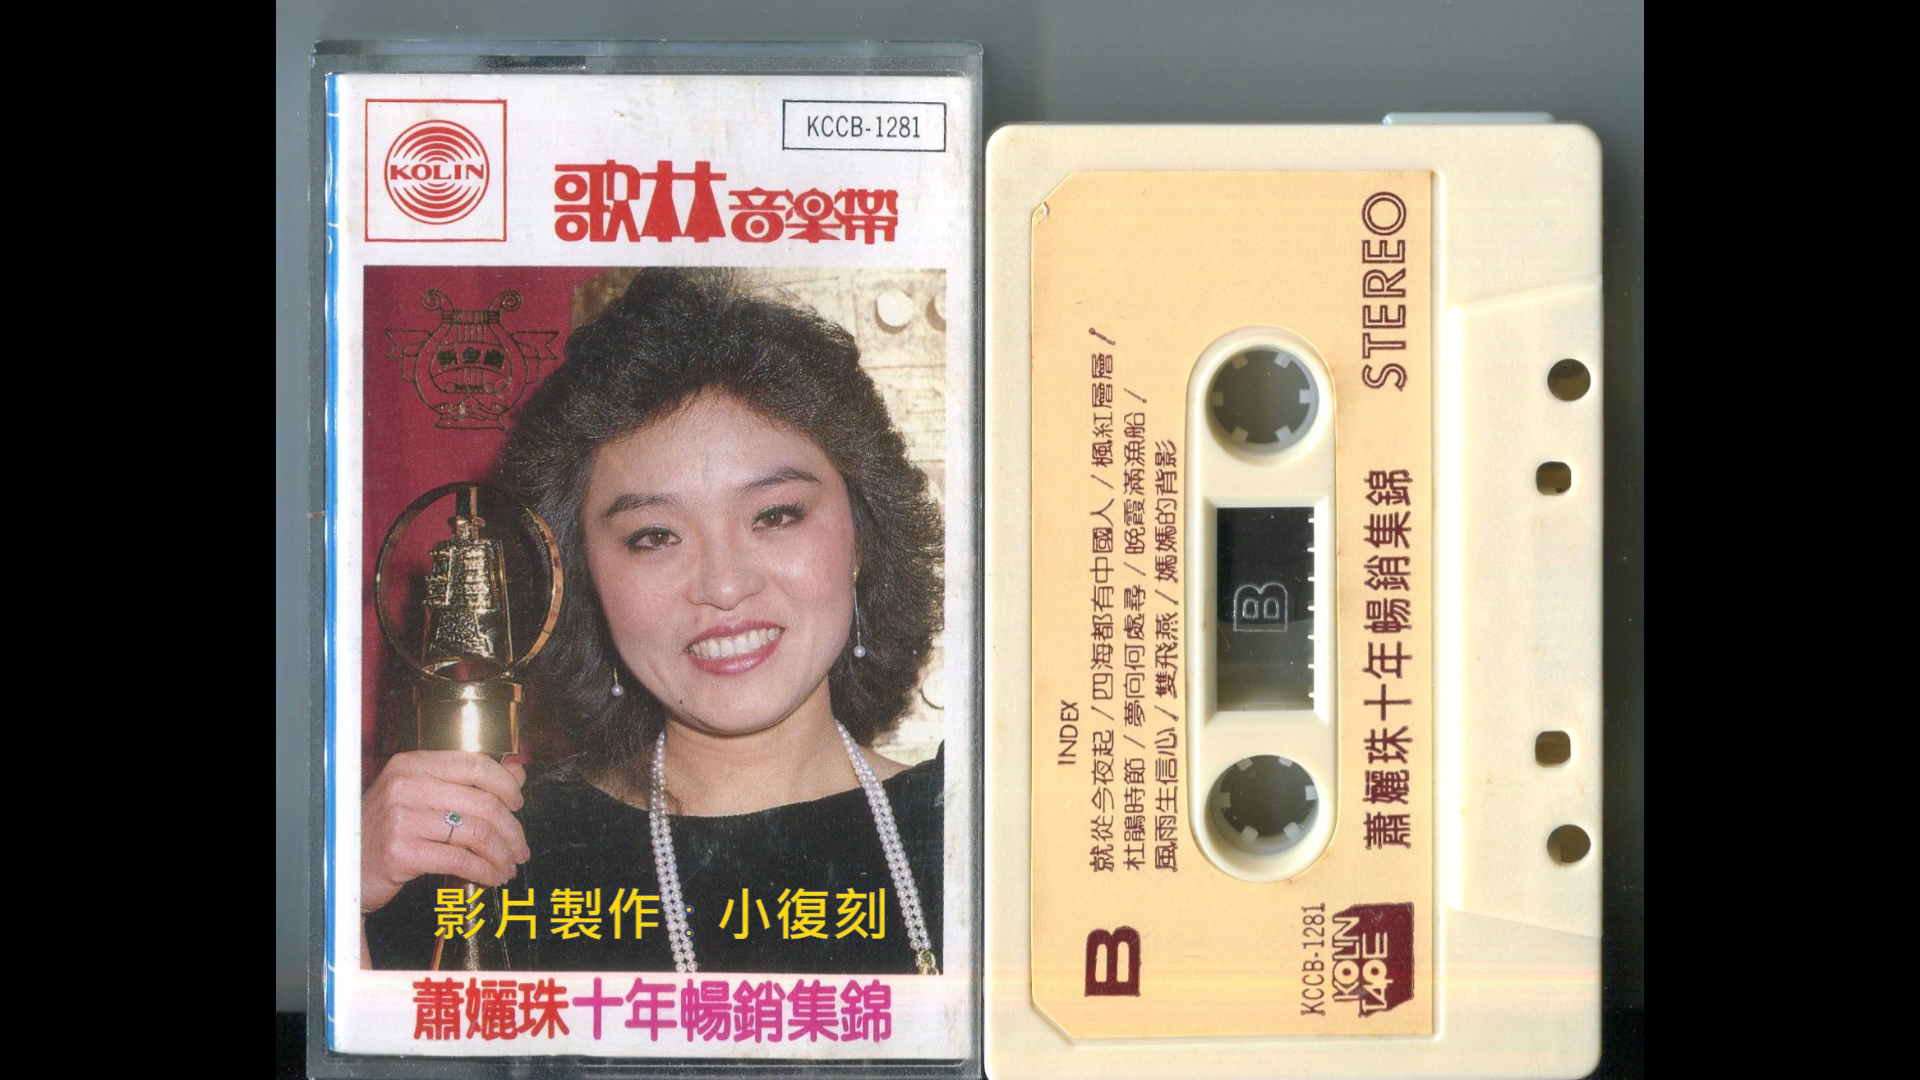 KOLIN
KCCB-1281
歌林音樂帶
金鐘
影片製作：小復刻
蕭孋珠十年暢銷集錦
STEREO
蕭孋珠十年暢銷集錦
B
INDEX
就從今夜起/四海都有中國人/楓紅層層/
杜鵑時節/夢向何處尋/晚霞滿漁船/
風雨生信心/雙飛燕/媽媽的背影
B
KCCB-1281
KOLIN
TAPE